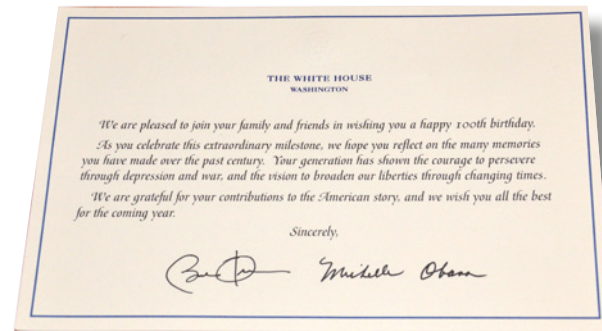 THE WHITE HOUSE
WASHINGTON
We are pleased to join your family and friends in wishing you a happy 100th birthday.
As you celebrate this extraordinary milestone, we hope you reflect on the many memories
you have made over the past century. Your generation has shown the courage to persevere
through depression and war, and the vision to broaden our liberties through changing times.
We are grateful for your contributions to the American story, and we wish you all the best
for the coming year.
Sincerely,
Michelle Obama